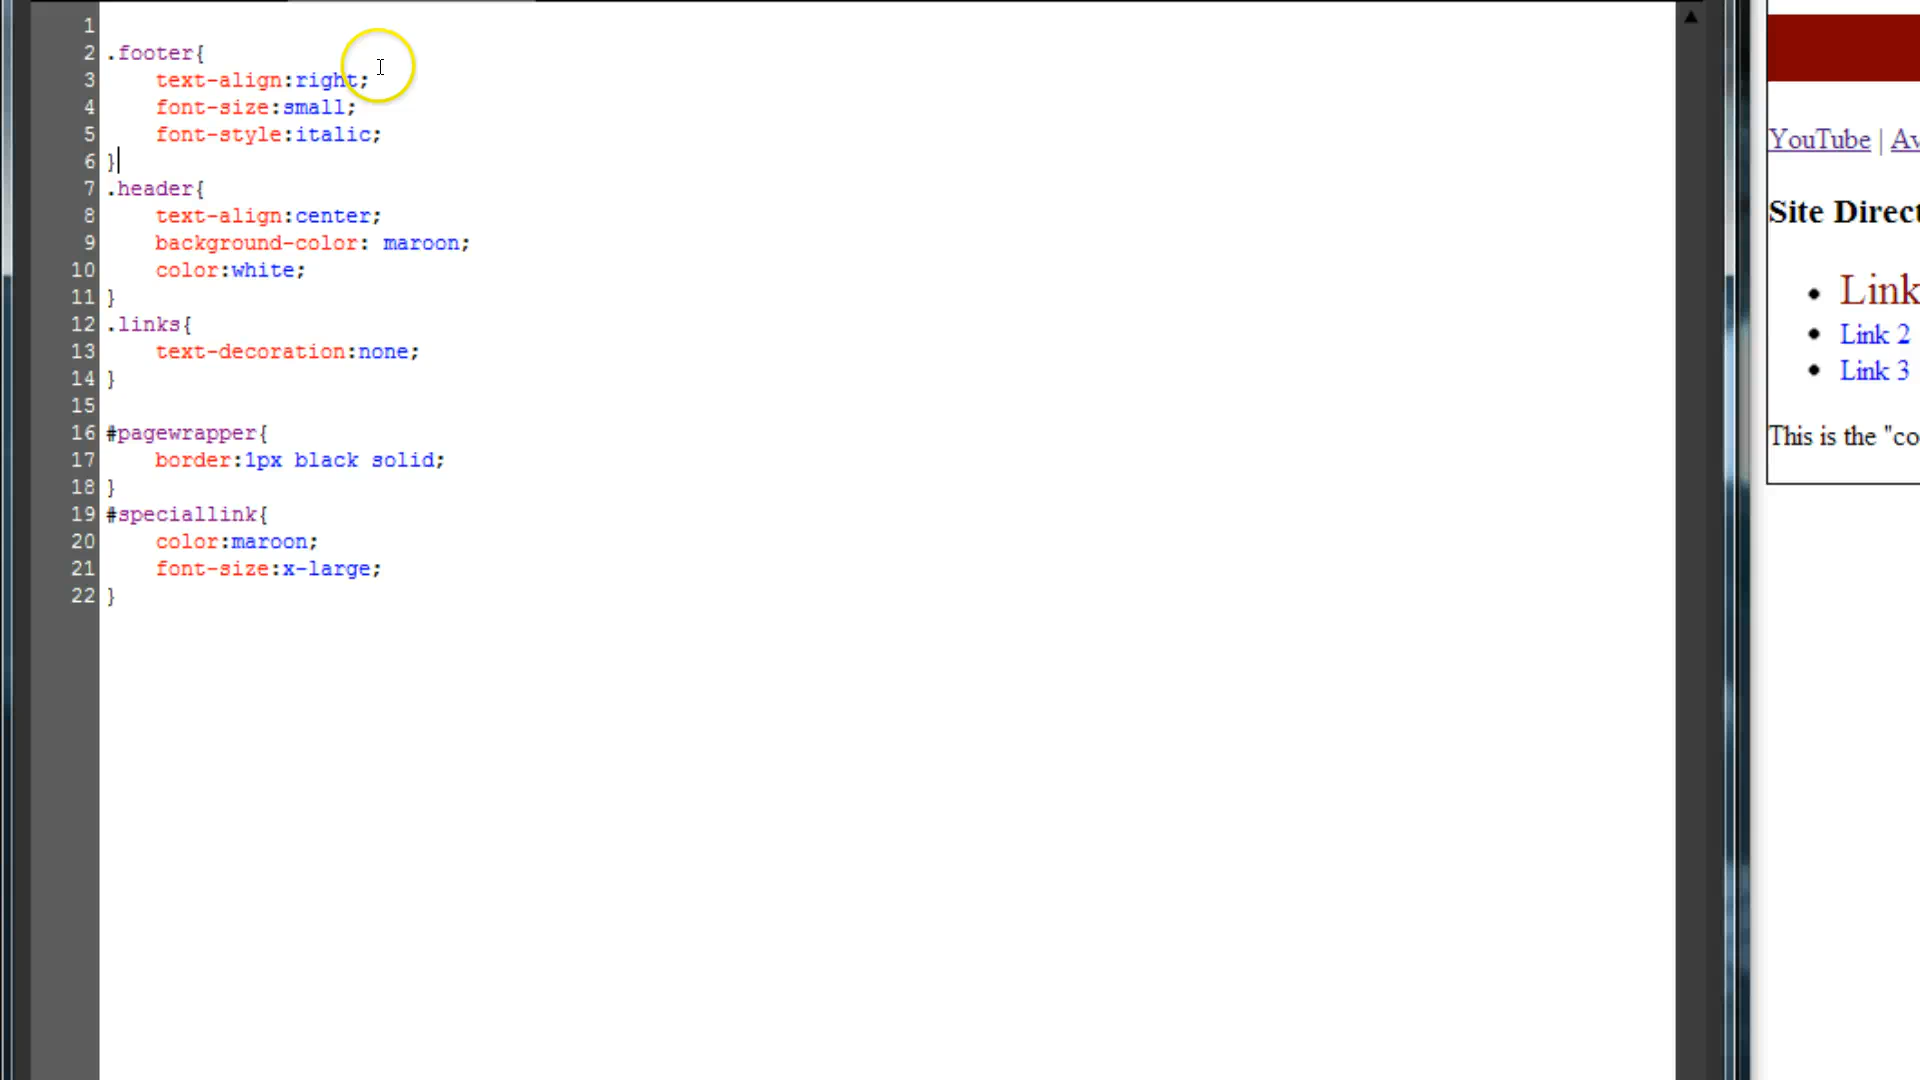 1
2 .footer{
3 text-align:right;
4 font-size:small;
5 font-style:italic;
6 }
7 .header{
8 text-align:center;
9 background-color: maroon;
10 color:white;
11 }
12 .links{
13 text-decoration:none;
14 }
15
16 #pagewrapper{
17 border:1px black solid;
18 }
19 #speciallink{
20 color:maroon;
21 font-size:x-large;
22 }
YouTube | Av
Site Direct
Link
Link 2
Link 3
This is the "co